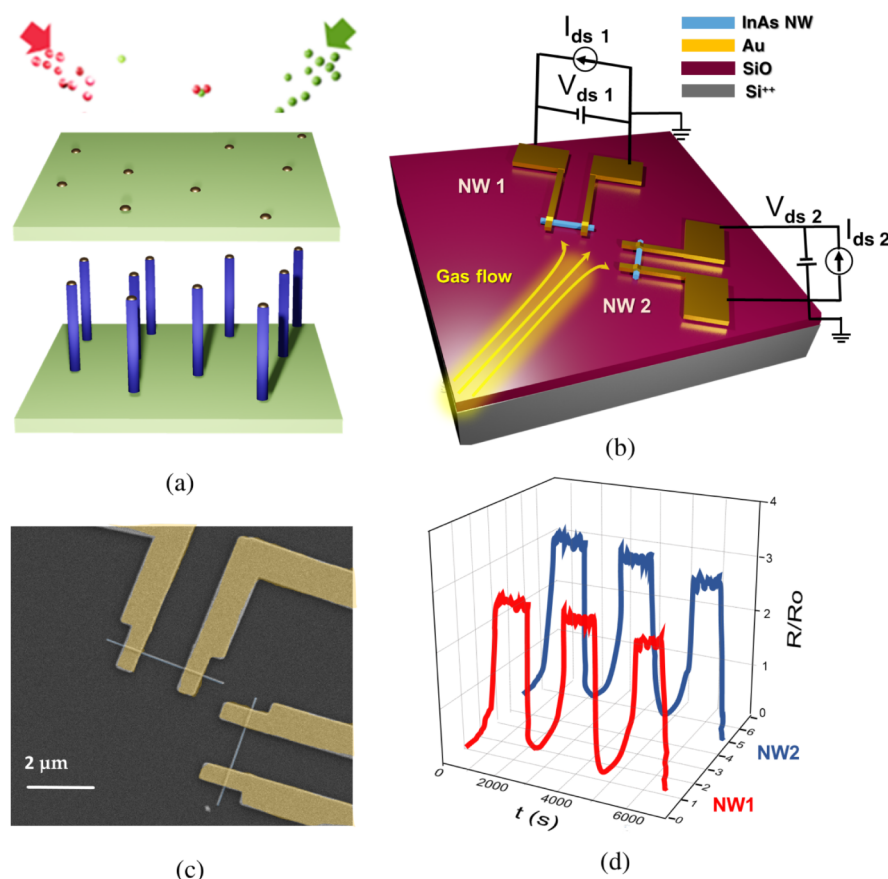 InAs NW
Au
SiO
Si++
I ds 1
V ds 1
NW 1
V ds 2
I ds 2
Gas flow
NW 2
(a)
(b)
2 μm
(c)
4
3
2
1
0
R/Ro
6
5
4
3
2
1
0
NW2
NW1
0
2000
4000
6000
t (s)
(d)